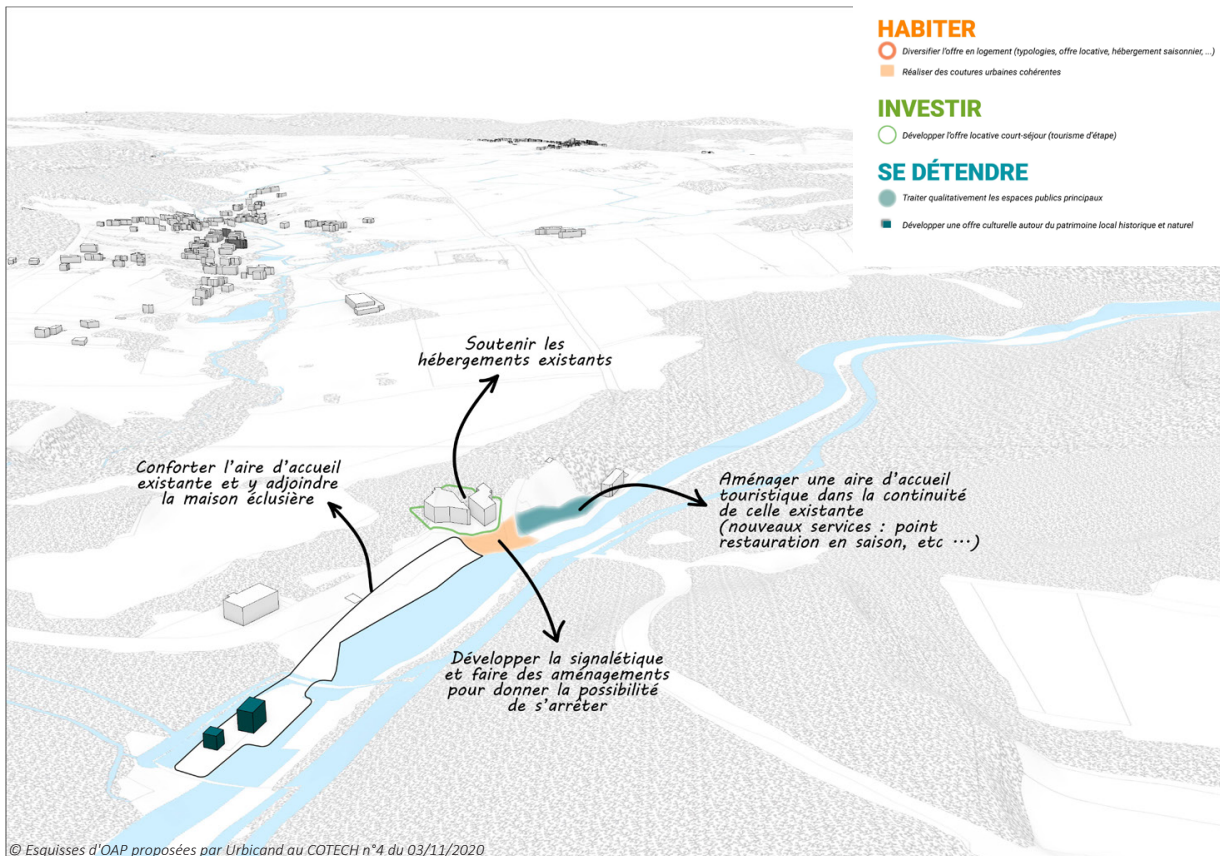 HABITER
Diversifier l'offre en logement (typologies, offre locative, hébergement saisonnier, ...)
Réaliser des coutures urbaines cohérentes
INVESTIR
Développer l'offre locative court-séjour (tourisme d'étape)
SE DÉTENDRE
Traiter qualitativement les espaces publics principaux
Développer une offre culturelle autour du patrimoine local historique et naturel
Soutenir les
hébergements existants
Conforter l'aire d'accueil
existante et y adjoindre
la maison éclusière
Aménager une aire d'accueil
touristique dans la continuité
de celle existante
(nouveaux services : point
restauration en saison, etc ...)
Développer la signalétique
et faire des aménagements
pour donner la possibilité
de s'arrêter
© Esquisses d'OAP proposées par Urbicand au COTECH n°4 du 03/11/2020